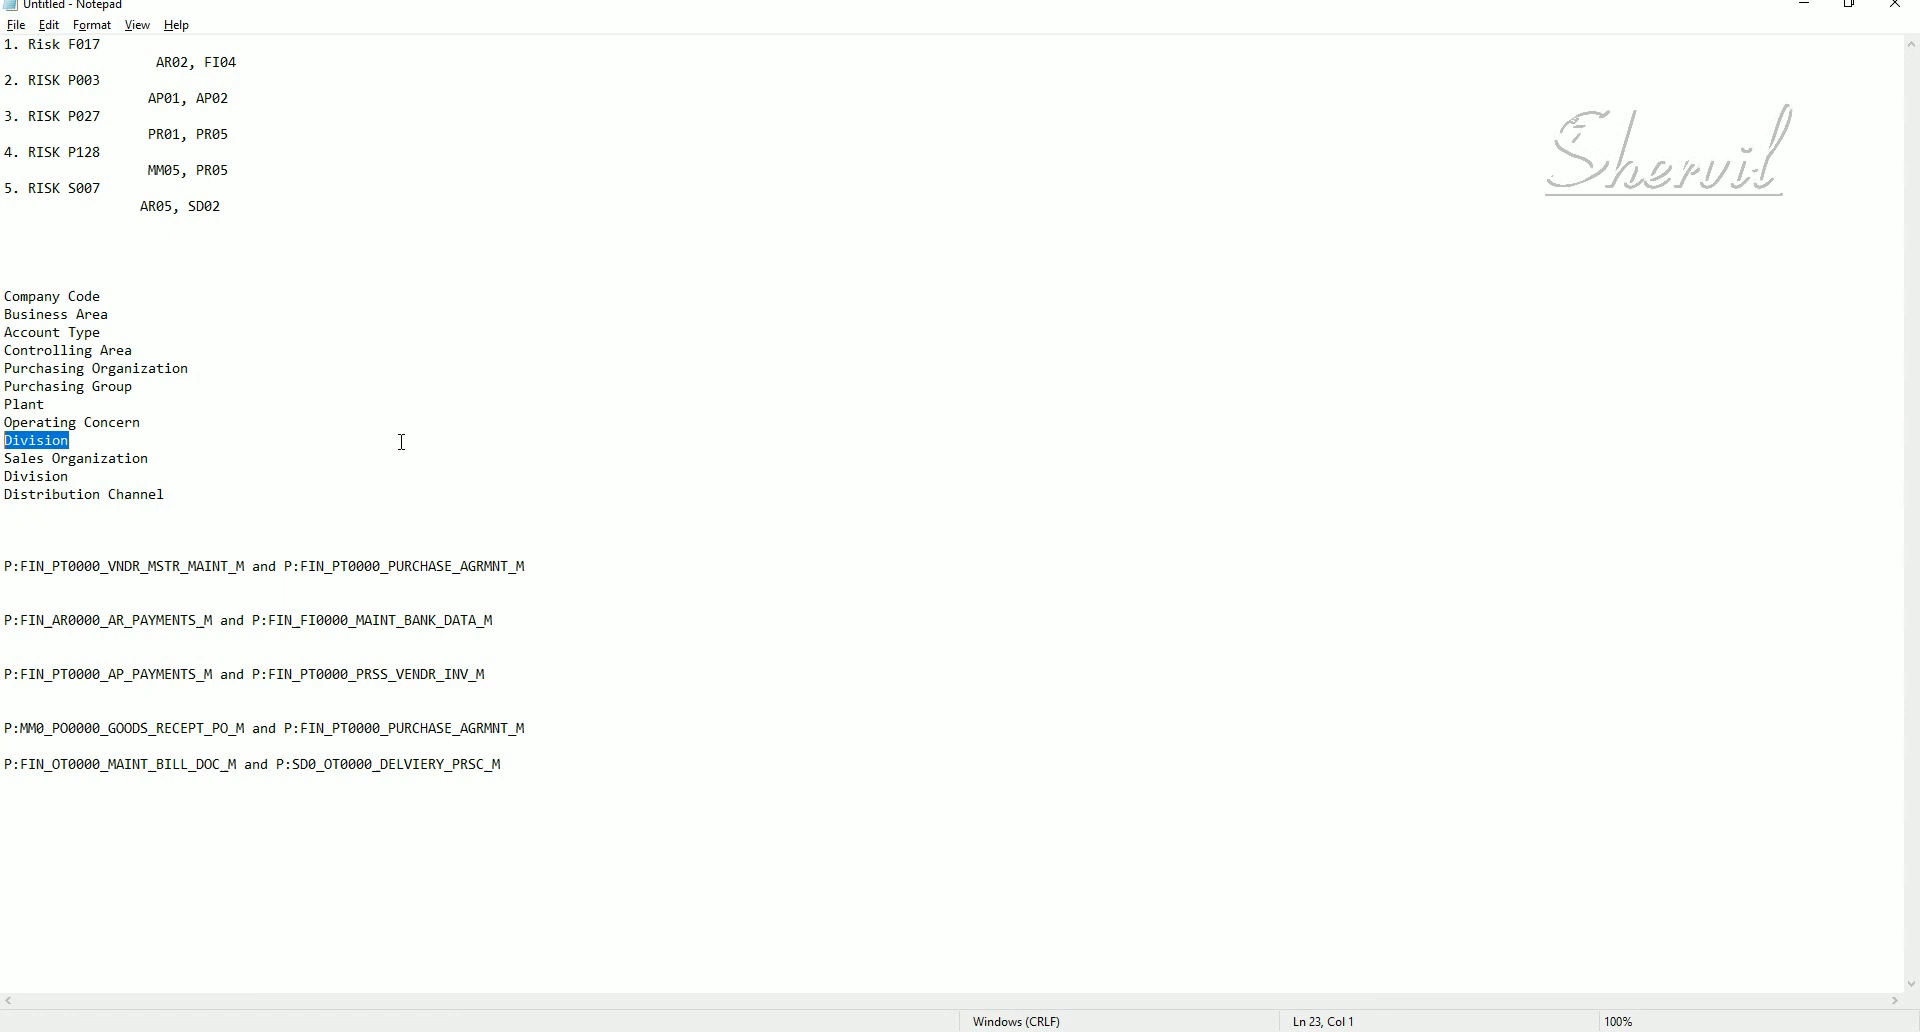 Untitled - Notepad
File Edit Format View Help
1. Risk F017
AR02, FI04
2. RISK P003
AP01, AP02
3. RISK P027
PR01, PR05
4. RISK P128
MM05, PR05
5. RISK S007
AR05, SD02
Shervil
Company Code
Business Area
Account Type
Controlling Area
Purchasing Organization
Purchasing Group
Plant
Operating Concern
Division
Sales Organization
Division
Distribution Channel
P:FIN_PT0000_VNDR_MSTR_MAINT_M and P:FIN_PT0000_PURCHASE_AGRMNT_M
P:FIN_AR0000_AR_PAYMENTS_M and P:FIN_FI0000_MAINT_BANK_DATA_M
P:FIN_PT0000_AP_PAYMENTS_M and P:FIN_PT0000_PRSS_VENDR_INV_M
P:MM0_PO0000_GOODS_RECEPT_PO_M and P:FIN_PT0000_PURCHASE_AGRMNT_M
P:FIN_OT0000_MAINT_BILL_DOC_M and P:SD0_OT0000_DELVIERY_PRSC_M
Windows (CRLF) Ln 23, Col 1 100%